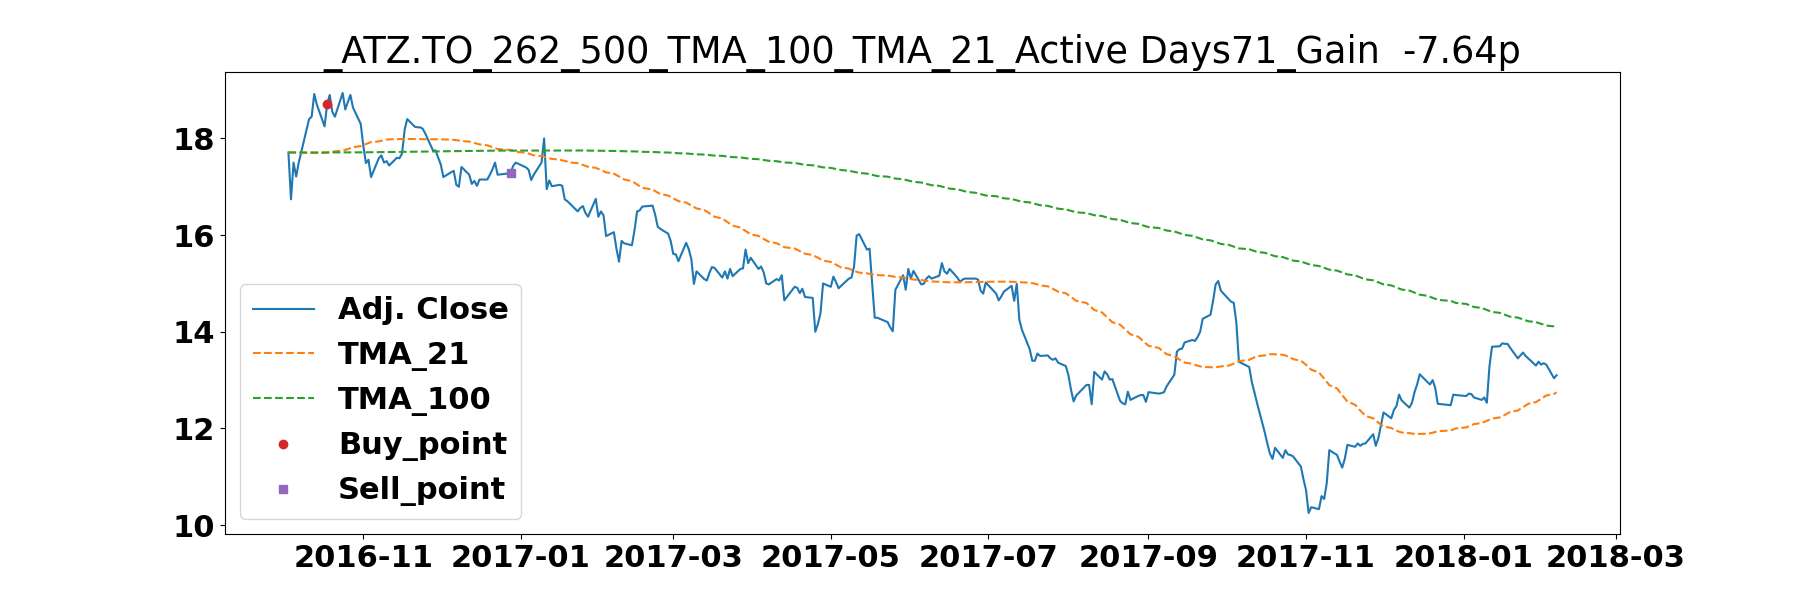 _ATZ.TO_262_500_TMA_100_TMA_21_Active Days71_Gain  -7.64p
18
16
14
12
10
Adj. Close
TMA_21
TMA_100
Buy_point
Sell_point
2016-11 2017-01 2017-03 2017-05 2017-07 2017-09 2017-11 2018-01 2018-03